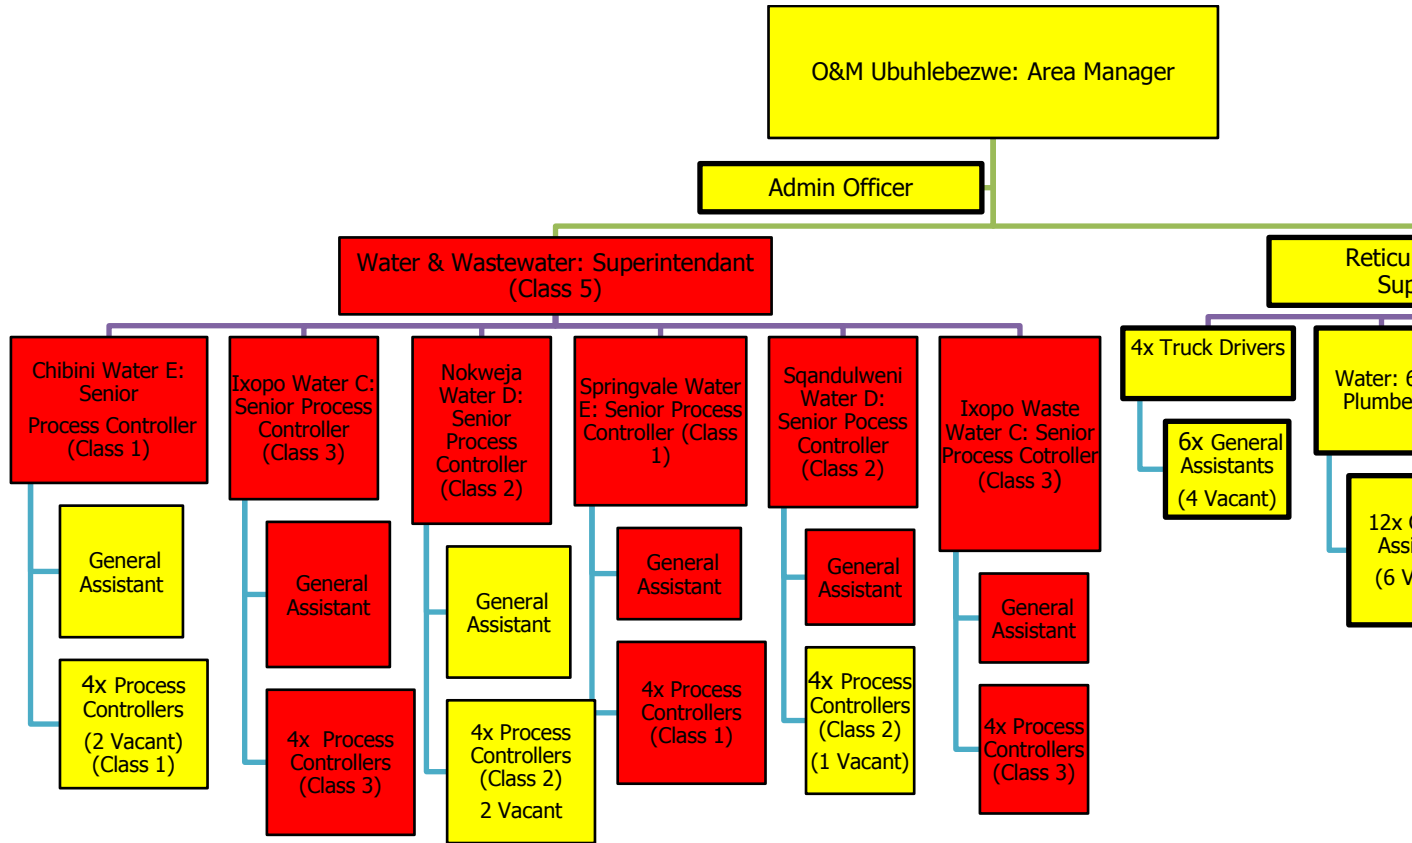 O&M Ubuhlebezwe: Area Manager
Admin Officer
Water & Wastewater: Superintendant
(Class 5)
Chibini Water E:
Senior
Process Controller
(Class 1)
General
Assistant
4x Process
Controllers
(2 Vacant)
(Class 1)
Ixopo Water C:
Senior Process
Controller
(Class 3)
General
Assistant
4x Process
Controllers
(Class 3)
Nokweja
Water D:
Senior
Process
Controller
(Class 2)
General
Assistant
4x Process
Controllers
(Class 2)
2 Vacant
Springvale Water
E: Senior Process
Controller (Class
1)
General
Assistant
4x Process
Controllers
(Class 1)
Sqandulweni
Water D:
Senior Pocess
Controller
(Class 2)
General
Assistant
4x Process
Controllers
(Class 2)
(1 Vacant)
Ixopo Waste
Water C: Senior
Process Cotroller
(Class 3)
General
Assistant
4x Process
Controllers
(Class 3)
4x Truck Drivers
6x General
Assistants
(4 Vacant)
Water:
12x